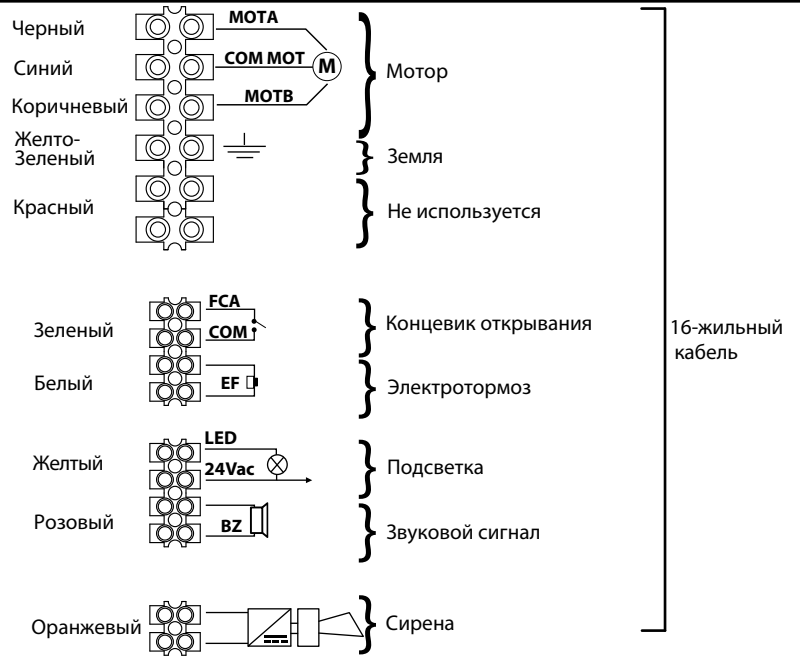 Черный
MOTA
Синий
COM MOT
M
Мотор
Коричневый
MOTB
Желто-
Зеленый
Земля
Красный
Не используется
FCA
Зеленый
COM
Концевик открывания
16-жильный
кабель
Белый
EF
Электротормоз
LED
Желтый
24Vac
Подсветка
Розовый
BZ
Звуковой сигнал
Оранжевый
Сирена